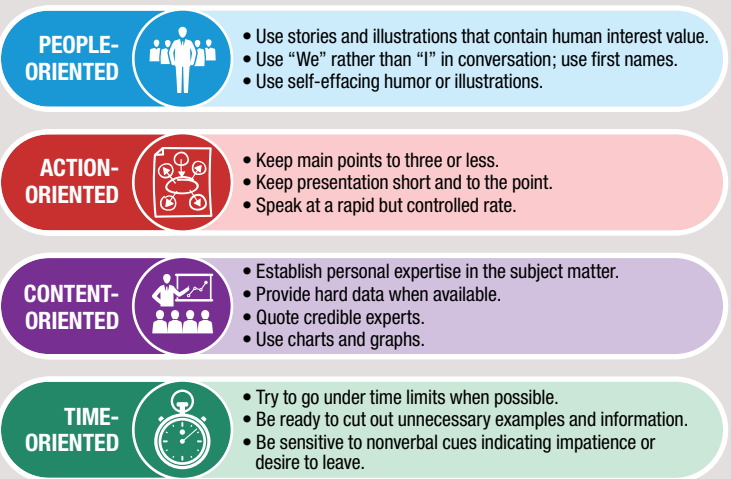 PEOPLE-
ORIENTED
• Use stories and illustrations that contain human interest value.
• Use “We” rather than “I” in conversation; use first names.
• Use self-effacing humor or illustrations.
ACTION-
ORIENTED
• Keep main points to three or less.
• Keep presentation short and to the point.
• Speak at a rapid but controlled rate.
CONTENT-
ORIENTED
• Establish personal expertise in the subject matter.
• Provide hard data when available.
• Quote credible experts.
• Use charts and graphs.
TIME-
ORIENTED
• Try to go under time limits when possible.
• Be ready to cut out unnecessary examples and information.
• Be sensitive to nonverbal cues indicating impatience or
desire to leave.